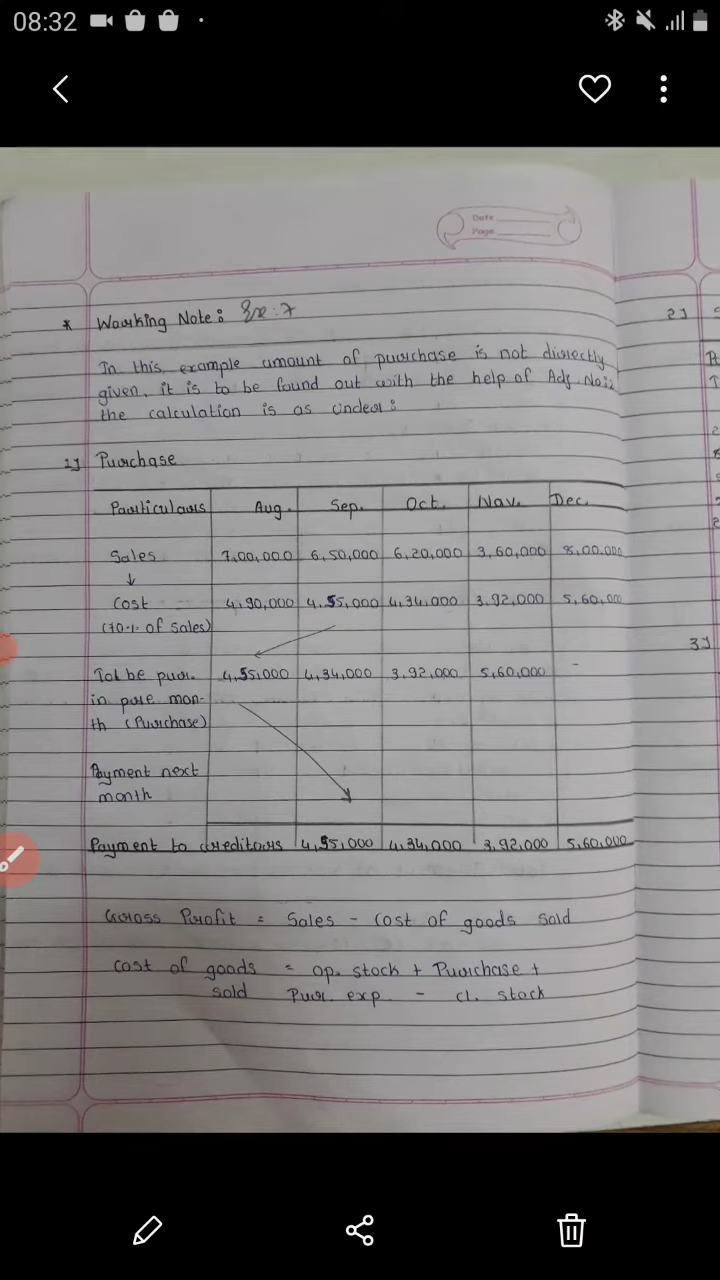 08:32
Date
Page
* Working Note: Ex: 7
In this, example amount of purchase is not directly
given, it is to be found out with the help of Adj. No:2
the calculation is as under:
1] Purchase
Particulars Aug. Sep. Oct. Nav. Dec.
Sales 7,00,000 6,50,000 6,20,000 3,60,000 8,00,000
↓
Cost 4,90,000 4,55,000 4,34,000 3,92,000 5,60,000
(70% of sales)
Tol be pur. 4,55,000 4,34,000 3,92,000 5,60,000 -
in pore mon-
th (Purchase)
Payment next
month
Payment to creditors 4,55,000 4,34,000 3,92,000 5,60,000
Gross Profit = Sales - cost of goods sold
cost of goods = op. stock + Purchase +
sold Pur. exp. - cl. stock
2]
3]